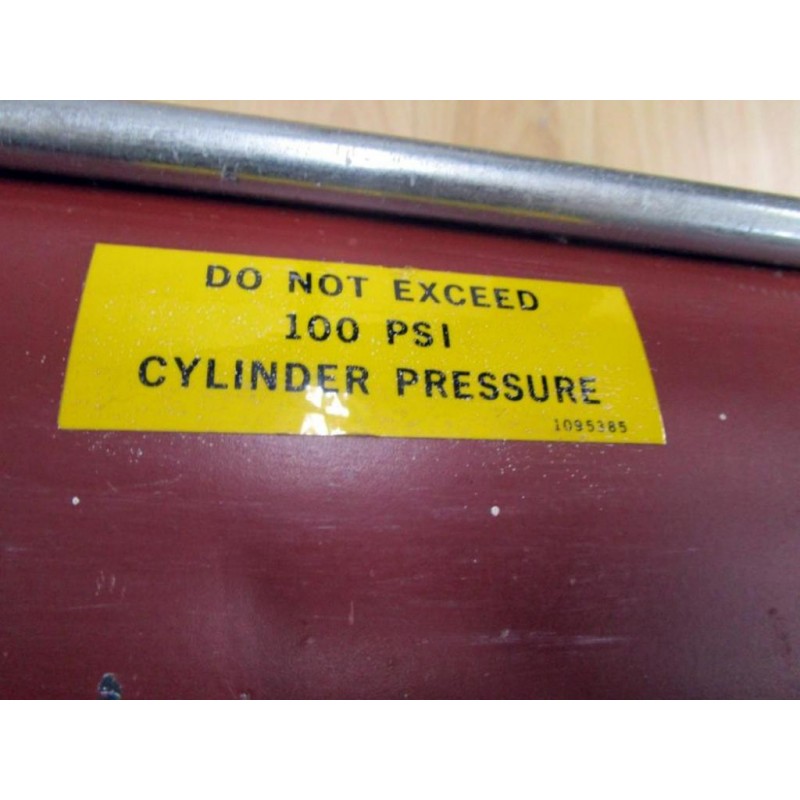 DO NOT EXCEED
100 PSI
CYLINDER PRESSURE
1095385